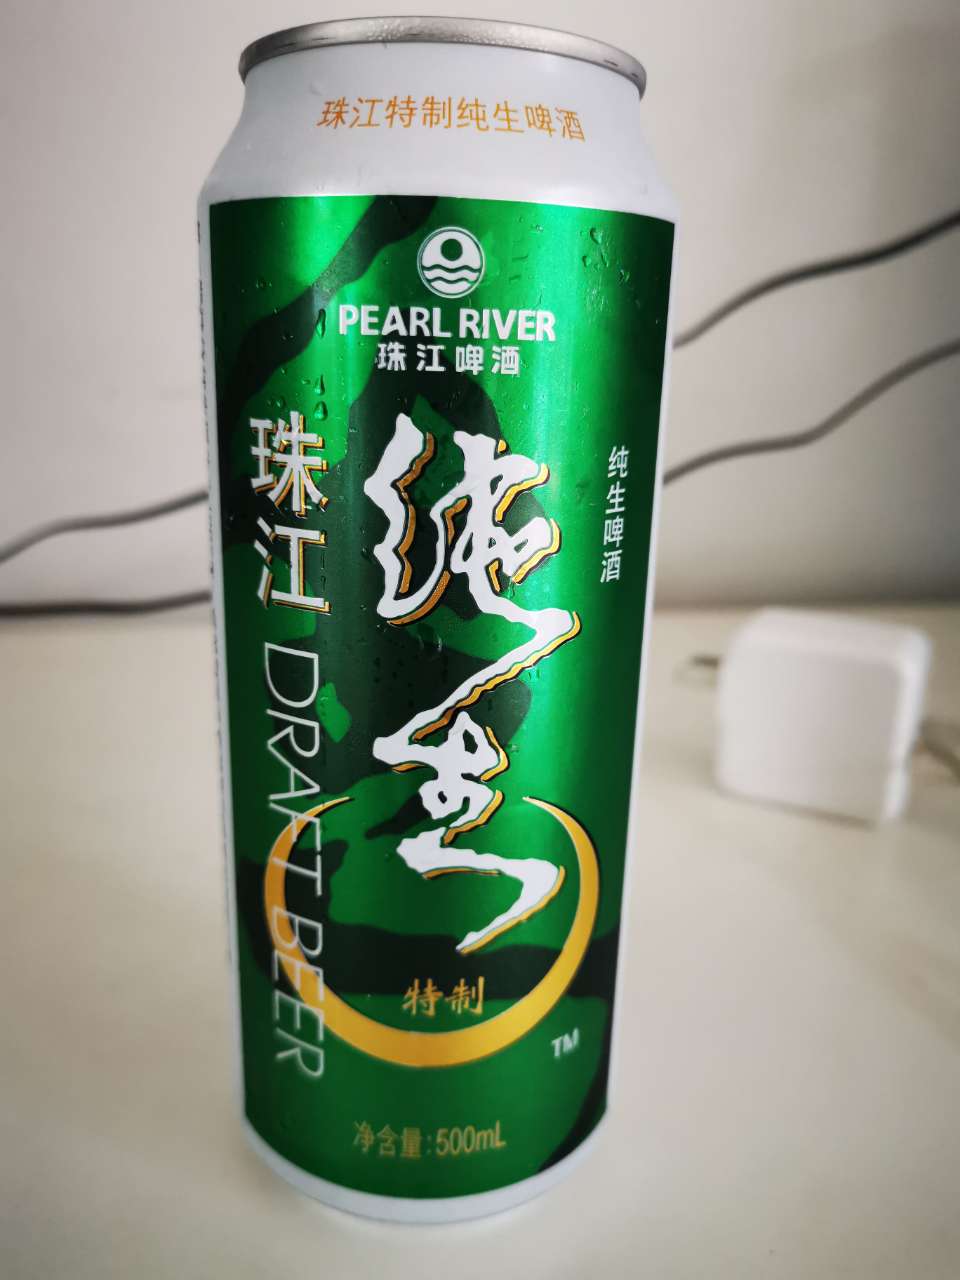 珠江特制纯生啤酒
PEARL RIVER
珠江啤酒
珠江
DRAFT BEER
纯生
纯生啤酒
特制
TM
净含量:500mL